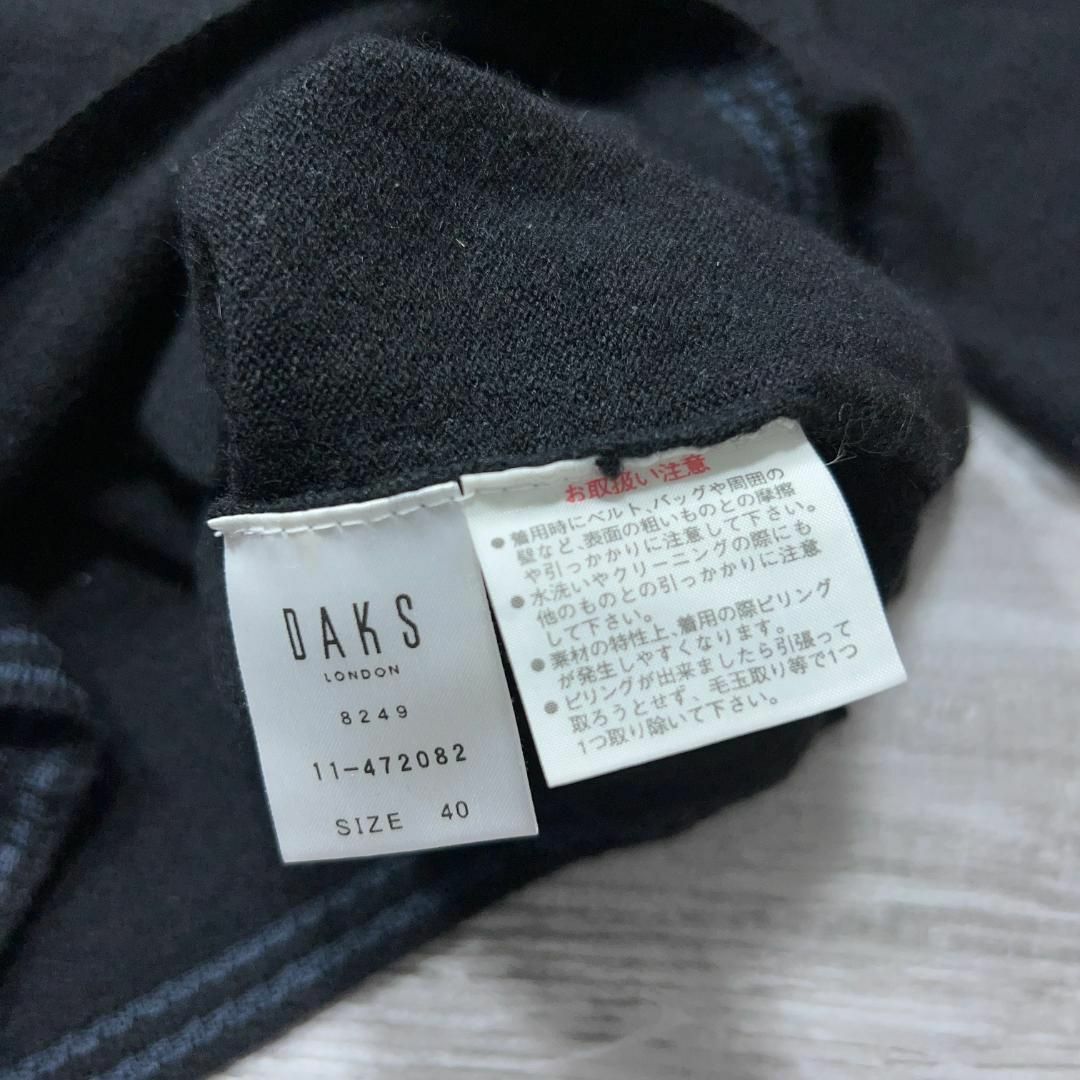 DAKS
LONDON
8249
11-472082
SIZE 40
お取扱い注意
● 着用時にベルト、バッグや周囲の
壁など、表面の粗いものとの摩擦
や引っかかりに注意して下さい。
● 水洗いやクリーニングの際にも
他のものとの引っかかりに注意
して下さい。
● 素材の特性上、着用の際ピリング
が発生しやすくなります。
● ピリングが出来ましたら引張って
取ろうとせず、毛玉取り等で1つ
1つ取り除いて下さい。